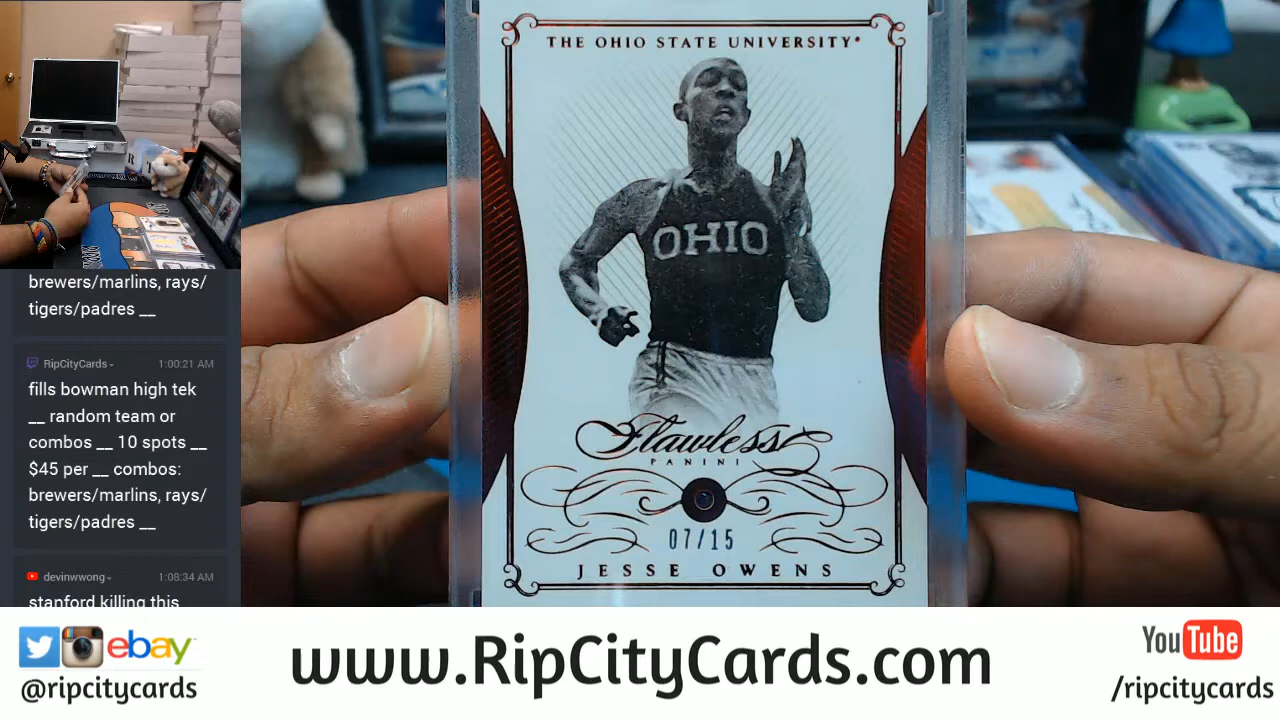 THE OHIO STATE UNIVERSITY
OHIO
Flawless
PANINI
07/15
JESSE OWENS
brewers/marlins, rays/
tigers/padres __
RipCityCards
1:00:21 AM
fills bowman high tek
__ random team or
combos __ 10 spots __
$45 per __ combos:
brewers/marlins, rays/
tigers/padres __
devinwwong
1:08:34 AM
stanford killing this
ebay
@ripcitycards
www.RipCityCards.com
YouTube
/ripcitycards